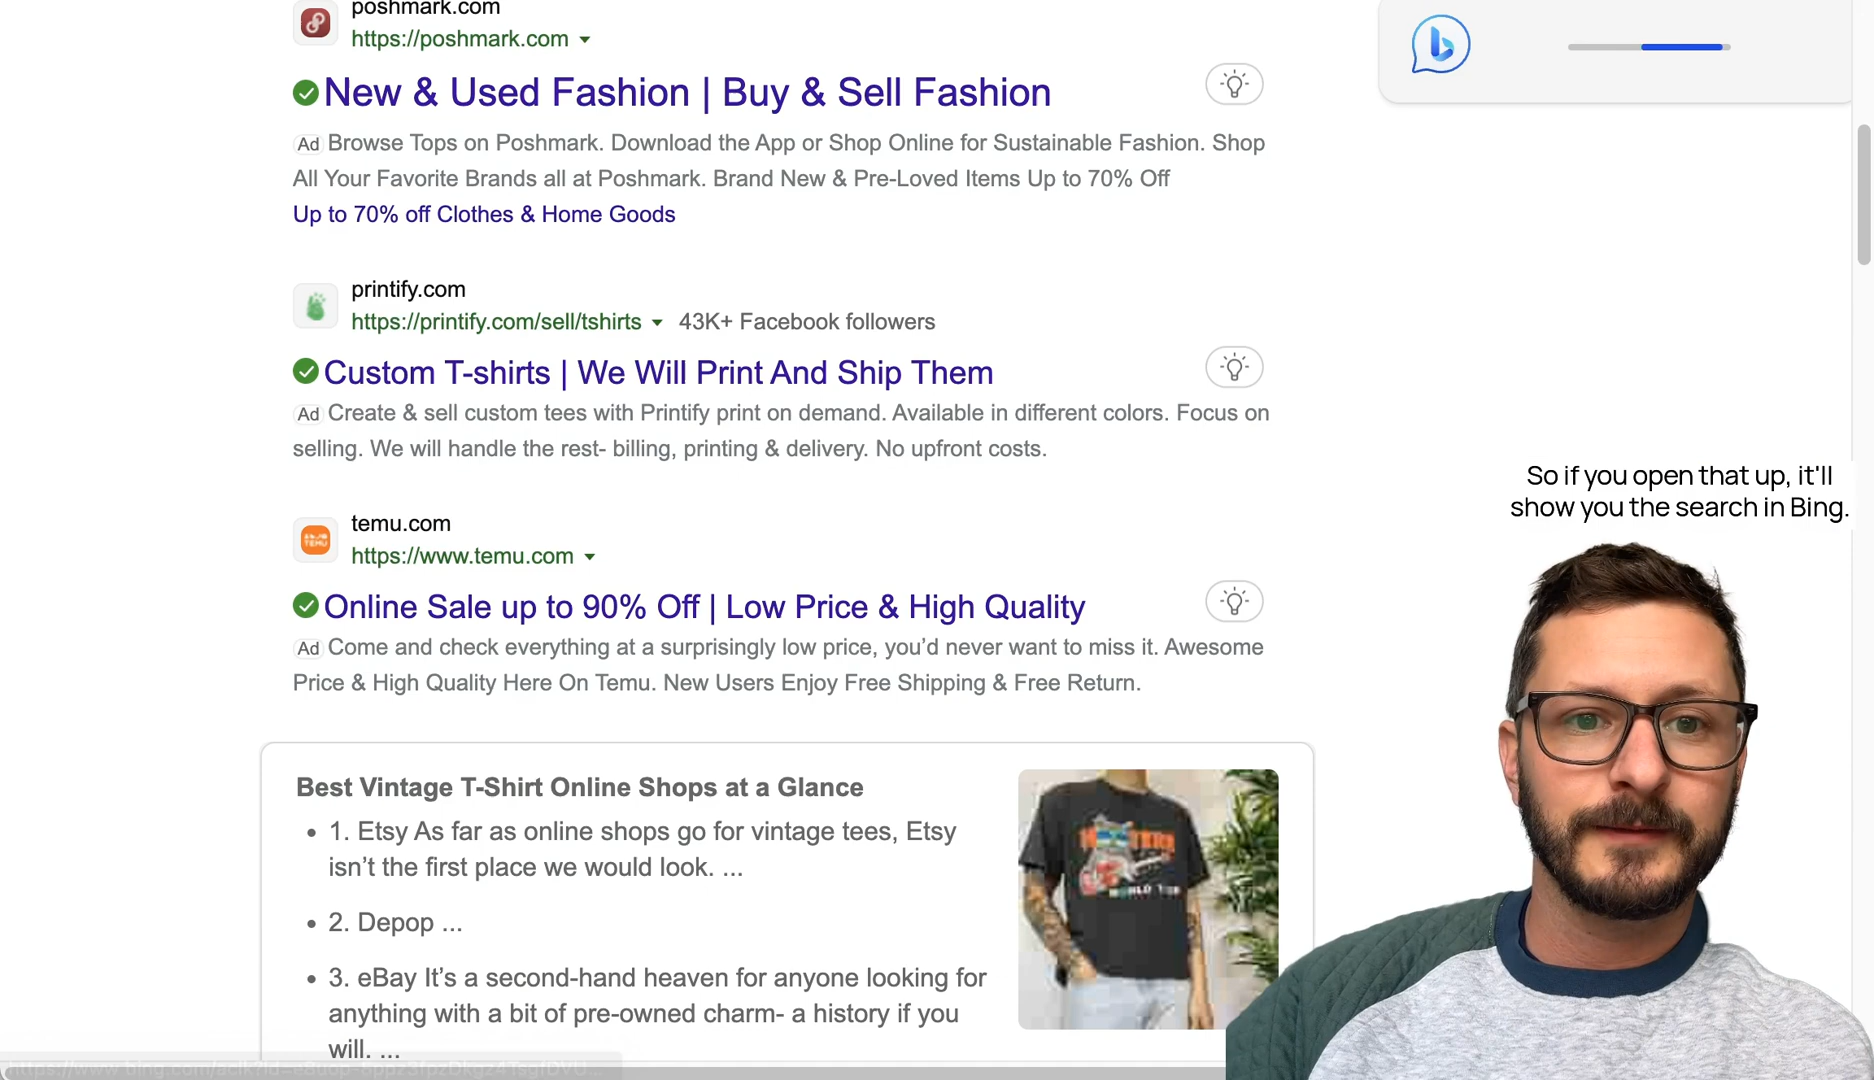 poshmark.com
https://poshmark.com
New & Used Fashion | Buy & Sell Fashion
Ad Browse Tops on Poshmark. Download the App or Shop Online for Sustainable Fashion. Shop
All Your Favorite Brands all at Poshmark. Brand New & Pre-Loved Items Up to 70% Off
Up to 70% off Clothes & Home Goods
printify.com
https://printify.com/sell/tshirts 43K+ Facebook followers
Custom T-shirts | We Will Print And Ship Them
Ad Create & sell custom tees with Printify print on demand. Available in different colors. Focus on
selling. We will handle the rest- billing, printing & delivery. No upfront costs.
So if you open that up, it'll
show you the search in Bing.
temu.com
https://www.temu.com
Online Sale up to 90% Off | Low Price & High Quality
Ad Come and check everything at a surprisingly low price, you’d never want to miss it. Awesome
Price & High Quality Here On Temu. New Users Enjoy Free Shipping & Free Return.
Best Vintage T-Shirt Online Shops at a Glance
• 1. Etsy As far as online shops go for vintage tees, Etsy
isn’t the first place we would look. ...
• 2. Depop ...
• 3. eBay It’s a second-hand heaven for anyone looking for
anything with a bit of pre-owned charm- a history if you
will. ...